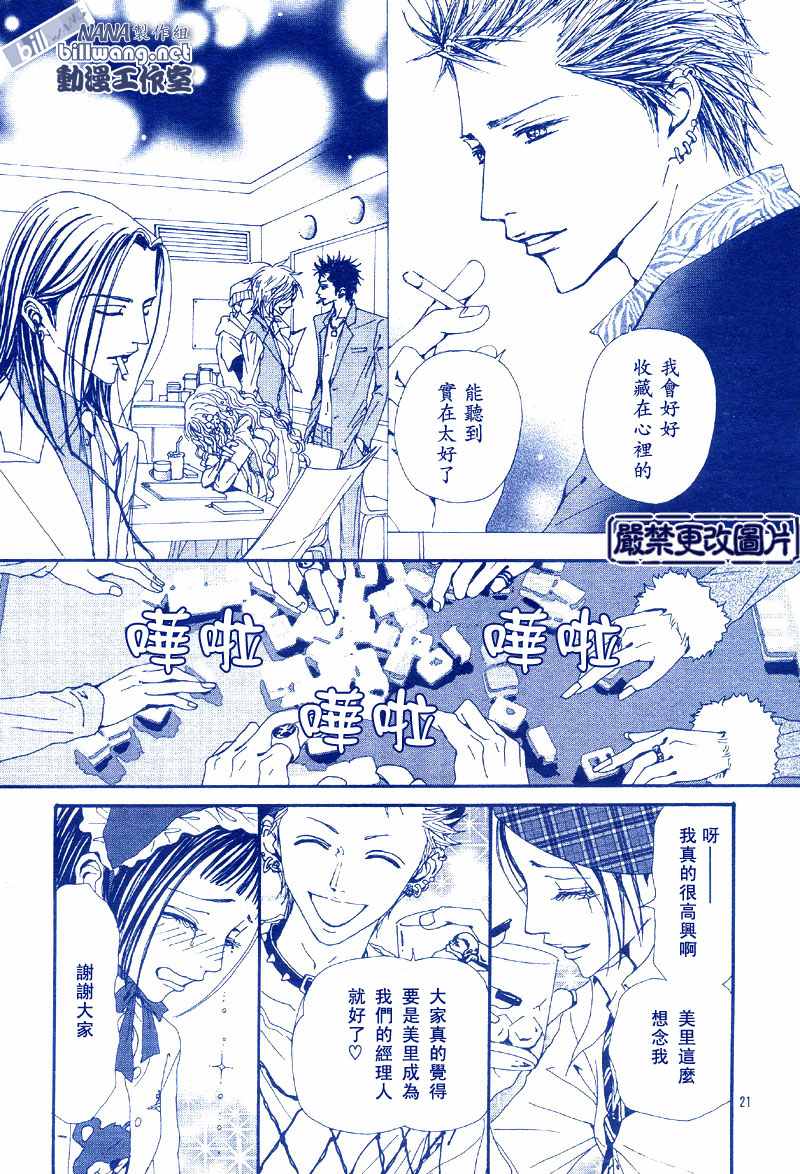 NANA製作組
bill
billwang.net
動漫工作室
我會好好
收藏在心裡的
能聽到
實在太好了
嚴禁更改圖片
嘩啦
嘩啦
嘩啦
呀——
我真的很高興啊
美里這麼
想念我
大家真的覺得
要是美里成為
我們的經理人
就好了♡
謝謝大家
21